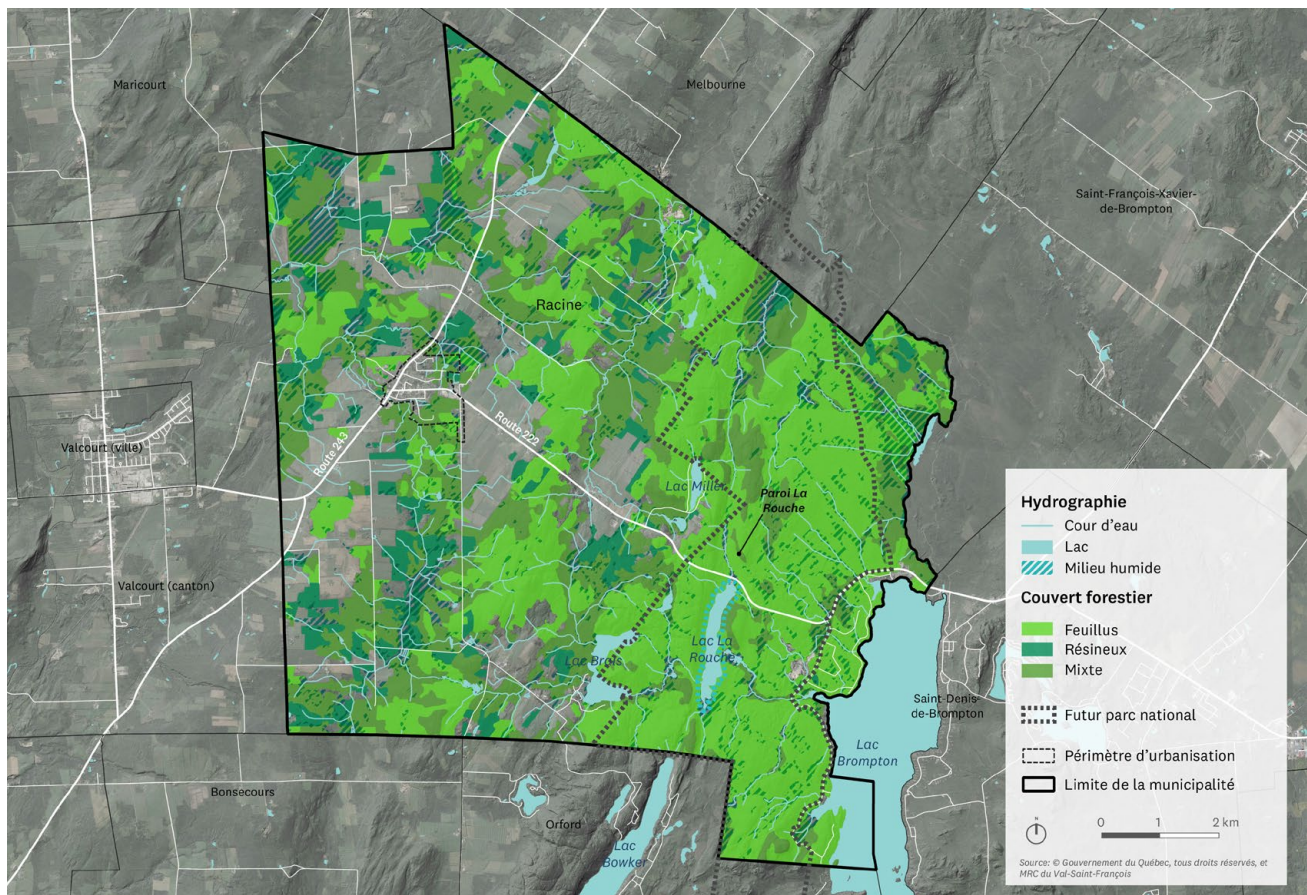 Maricourt
Melbourne
Saint-François-Xavier-
de-Brompton
Racine
Valcourt (ville)
Route 243
Route 222
Lac Miller
Paroi La
Rouche
Valcourt (canton)
Lac Brais
Lac La
Rouche
Saint-Denis-
de-Brompton
Lac
Brompton
Bonsecours
Orford
Lac
Bowker
Hydrographie
Cour d'eau
Lac
Milieu humide
Couvert forestier
Feuillus
Résineux
Mixte
Futur parc national
Périmètre d'urbanisation
Limite de la municipalité
N
0 1 2 km
Source: © Gouvernement du Québec, tous droits réservés, et
MRC du Val-Saint-François